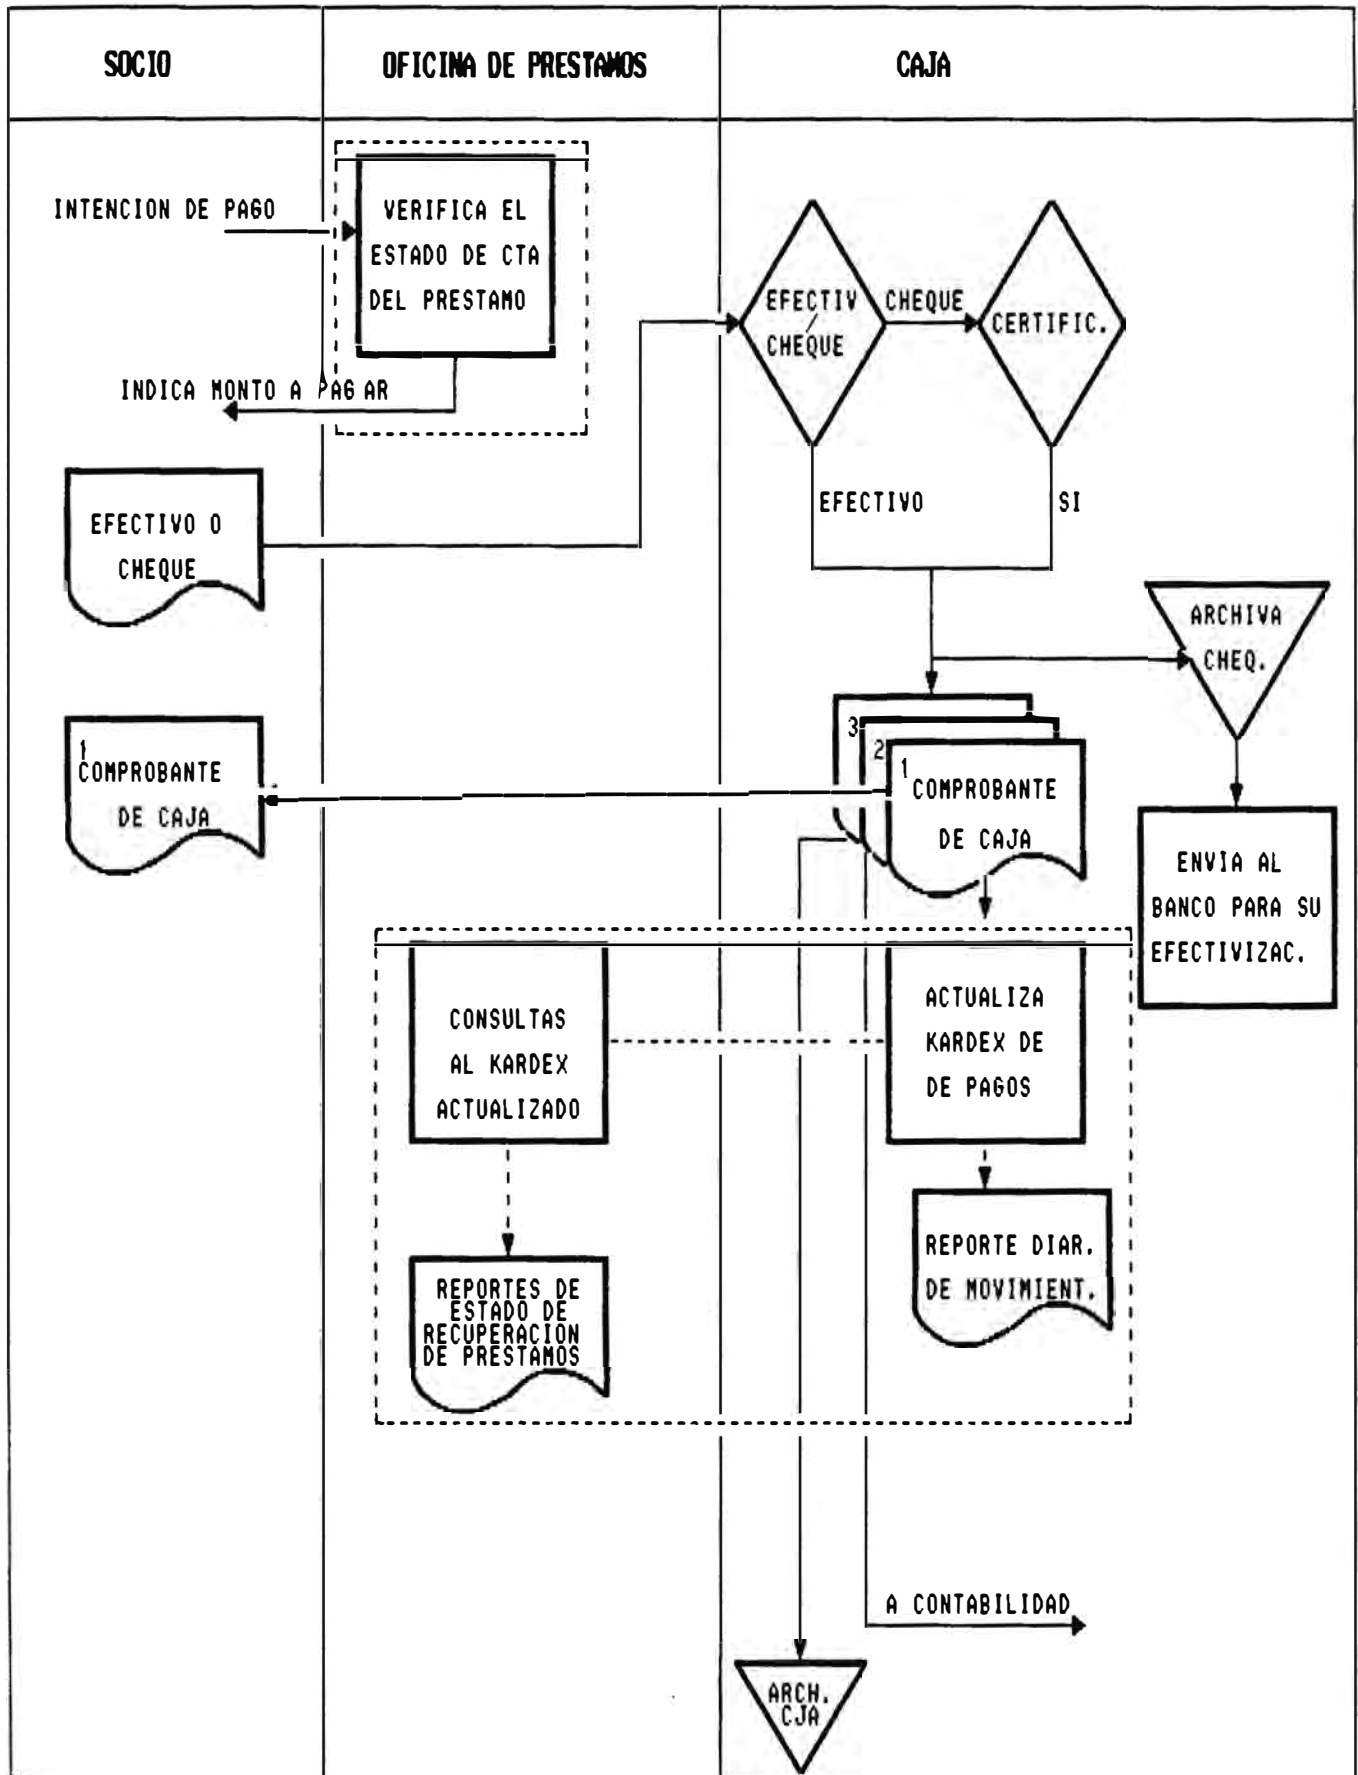 SOCIO
OFICINA DE PRESTAMOS
CAJA
INTENCION DE PAGO
VERIFICA EL
ESTADO DE CTA
DEL PRESTAMO
INDICA MONTO A PAGAR
EFECTIV
/
CHEQUE
CHEQUE
CERTIFIC.
EFECTIVO
SI
EFECTIVO O
CHEQUE
ARCHIVA
CHEQ.
1
COMPROBANTE
DE CAJA
3
2
1
COMPROBANTE
DE CAJA
ENVIA AL
BANCO PARA SU
EFECTIVIZAC.
CONSULTAS
AL KARDEX
ACTUALIZADO
ACTUALIZA
KARDEX DE
DE PAGOS
REPORTES DE
ESTADO DE
RECUPERACION
DE PRESTAMOS
REPORTE DIAR.
DE MOVIMIENT.
A CONTABILIDAD
ARCH.
CJA